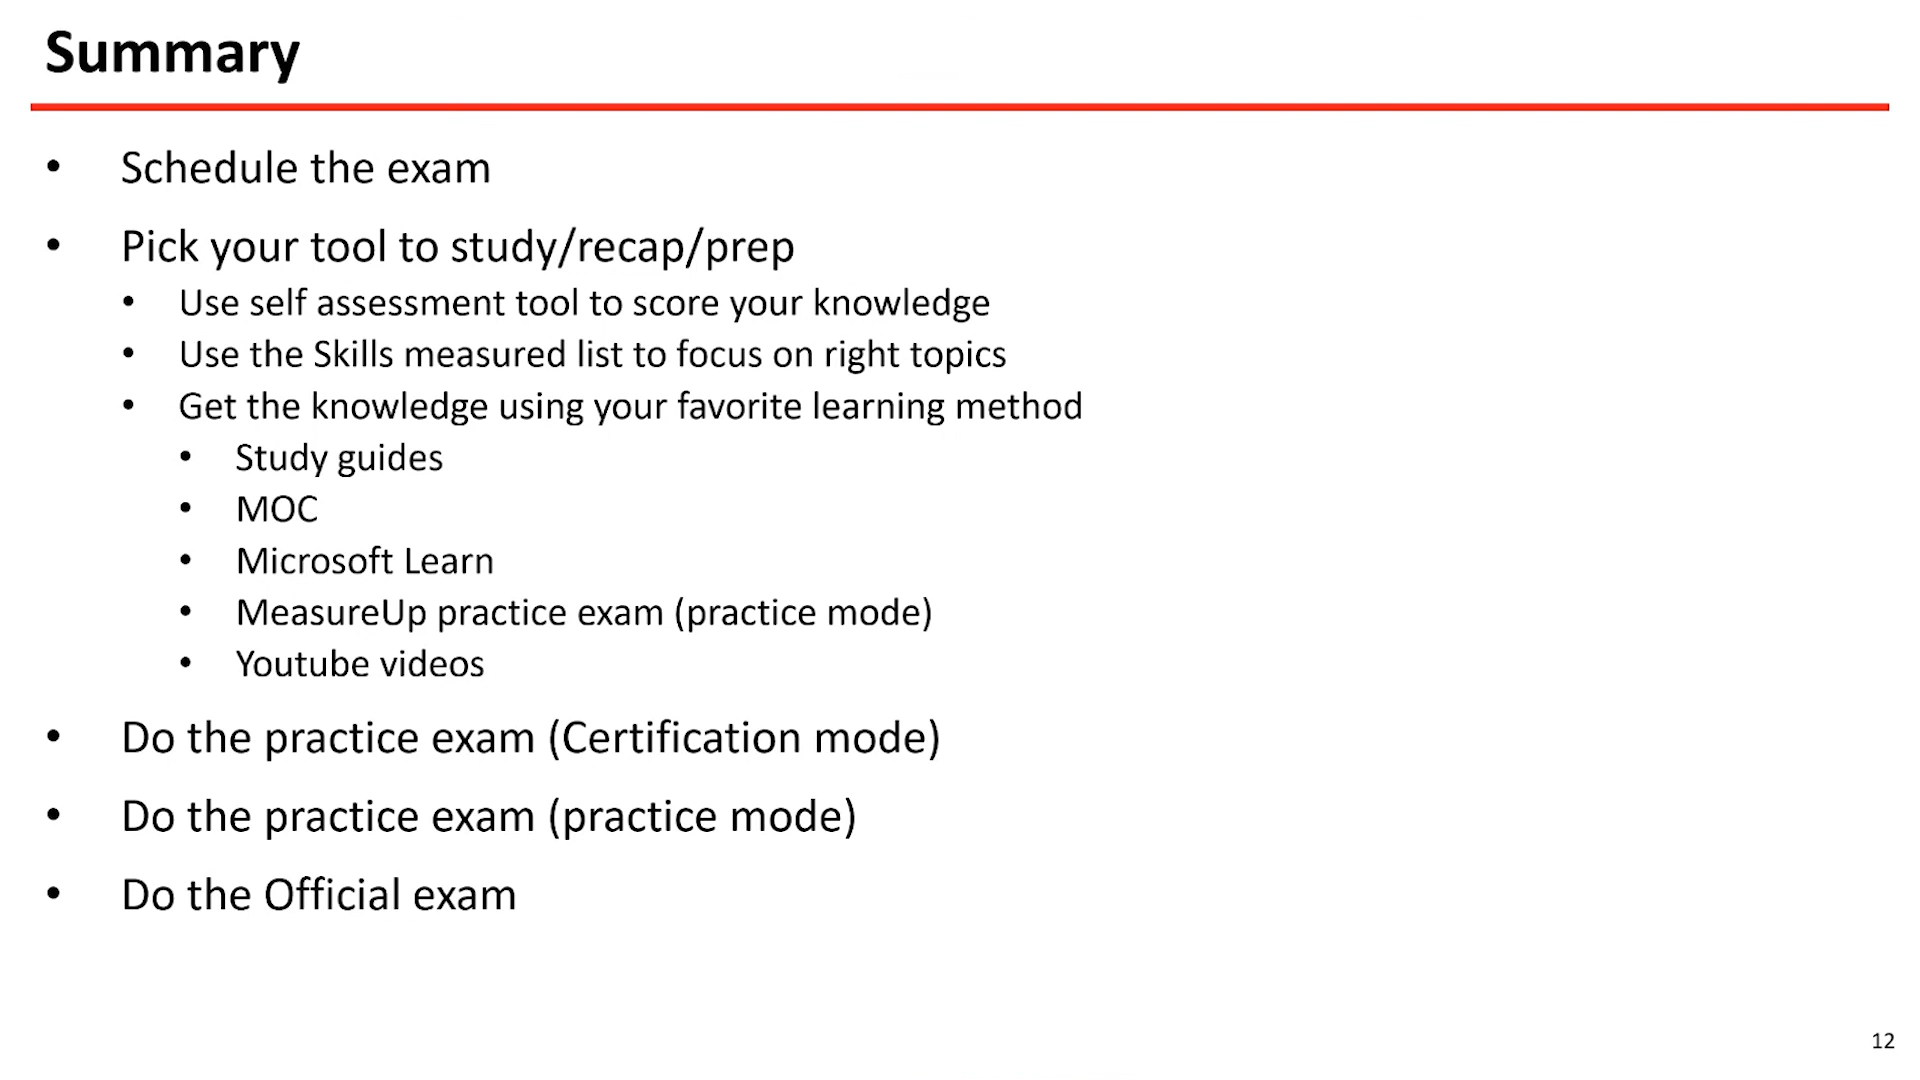 Summary
• Schedule the exam
• Pick your tool to study/recap/prep
• Use self assessment tool to score your knowledge
• Use the Skills measured list to focus on right topics
• Get the knowledge using your favorite learning method
• Study guides
• MOC
• Microsoft Learn
• MeasureUp practice exam (practice mode)
• Youtube videos
• Do the practice exam (Certification mode)
• Do the practice exam (practice mode)
• Do the Official exam
12